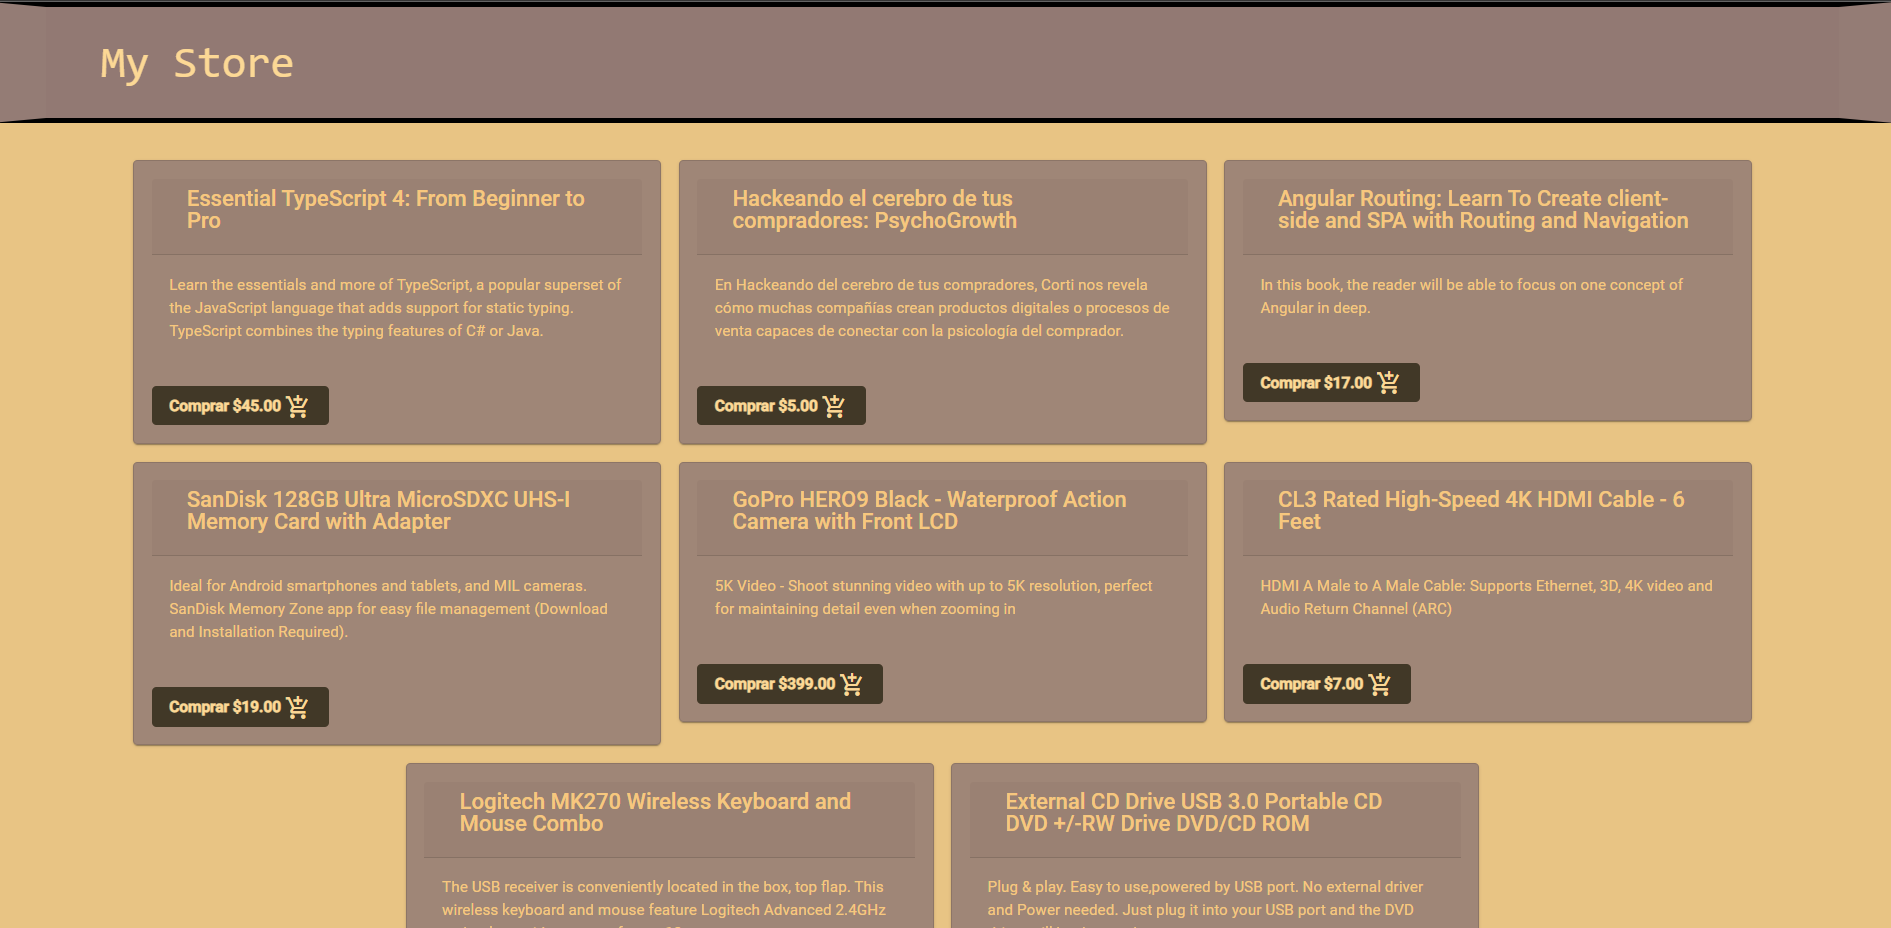 My Store
Essential TypeScript 4: From Beginner to
Pro
Learn the essentials and more of TypeScript, a popular superset of
the JavaScript language that adds support for static typing.
TypeScript combines the typing features of C# or Java.
Comprar $45.00
Hackeando el cerebro de tus
compradores: PsychoGrowth
En Hackeando del cerebro de tus compradores, Corti nos revela
cómo muchas compañías crean productos digitales o procesos de
venta capaces de conectar con la psicología del comprador.
Comprar $5.00
Angular Routing: Learn To Create client-
side and SPA with Routing and Navigation
In this book, the reader will be able to focus on one concept of
Angular in deep.
Comprar $17.00
SanDisk 128GB Ultra MicroSDXC UHS-I
Memory Card with Adapter
Ideal for Android smartphones and tablets, and MIL cameras.
SanDisk Memory Zone app for easy file management (Download
and Installation Required).
Comprar $19.00
GoPro HERO9 Black - Waterproof Action
Camera with Front LCD
5K Video - Shoot stunning video with up to 5K resolution, perfect
for maintaining detail even when zooming in
Comprar $399.00
CL3 Rated High-Speed 4K HDMI Cable - 6
Feet
HDMI A Male to A Male Cable: Supports Ethernet, 3D, 4K video and
Audio Return Channel (ARC)
Comprar $7.00
Logitech MK270 Wireless Keyboard and
Mouse Combo
The USB receiver is conveniently located in the box, top flap. This
wireless keyboard and mouse feature Logitech Advanced 2.4GHz
External CD Drive USB 3.0 Portable CD
DVD +/-RW Drive DVD/CD ROM
Plug & play. Easy to use,powered by USB port. No external driver
and Power needed. Just plug it into your USB port and the DVD